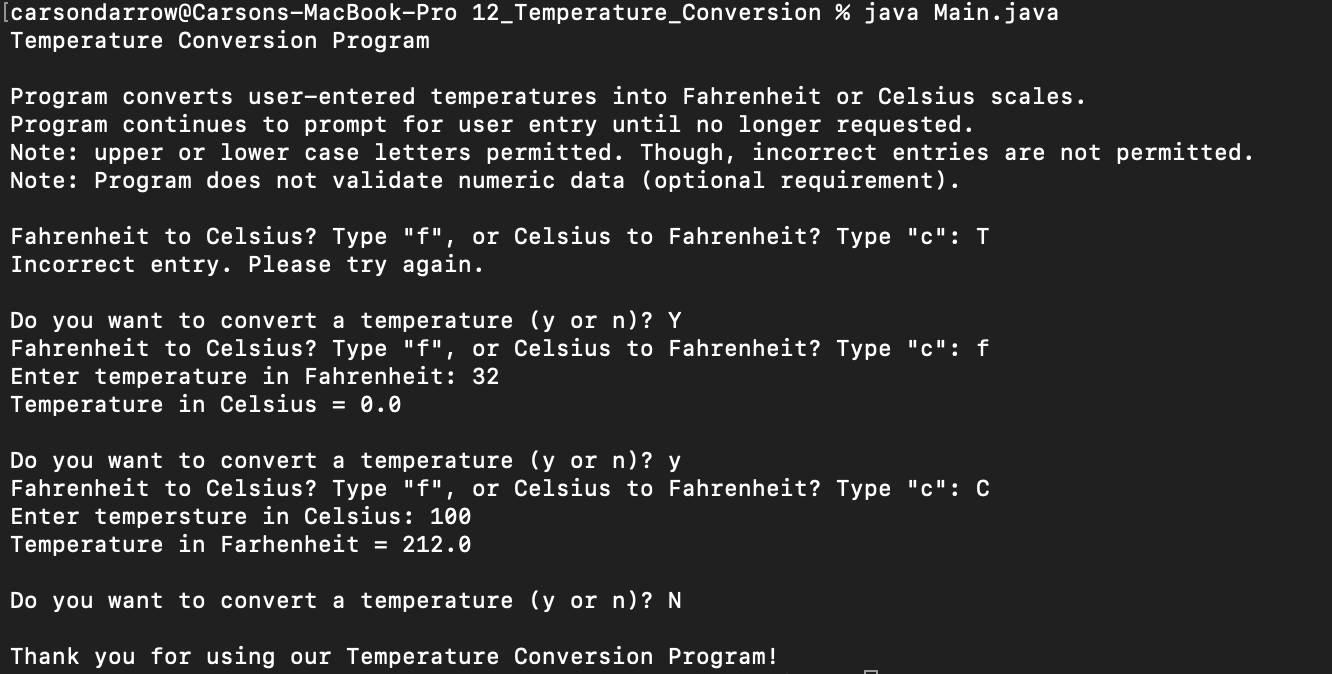 [carsondarrow@Carsons-MacBook-Pro 12_Temperature_Conversion % java Main.java
Temperature Conversion Program
Program converts user-entered temperatures into Fahrenheit or Celsius scales.
Program continues to prompt for user entry until no longer requested.
Note: upper or lower case letters permitted. Though, incorrect entries are not permitted.
Note: Program does not validate numeric data (optional requirement).
Fahrenheit to Celsius? Type "f", or Celsius to Fahrenheit? Type "c": T
Incorrect entry. Please try again.
Do you want to convert a temperature (y or n)? Y
Fahrenheit to Celsius? Type "f", or Celsius to Fahrenheit? Type "c": f
Enter temperature in Fahrenheit: 32
Temperature in Celsius = 0.0
Do you want to convert a temperature (y or n)? y
Fahrenheit to Celsius? Type "f", or Celsius to Fahrenheit? Type "c": C
Enter tempersture in Celsius: 100
Temperature in Farhenheit = 212.0
Do you want to convert a temperature (y or n)? N
Thank you for using our Temperature Conversion Program!